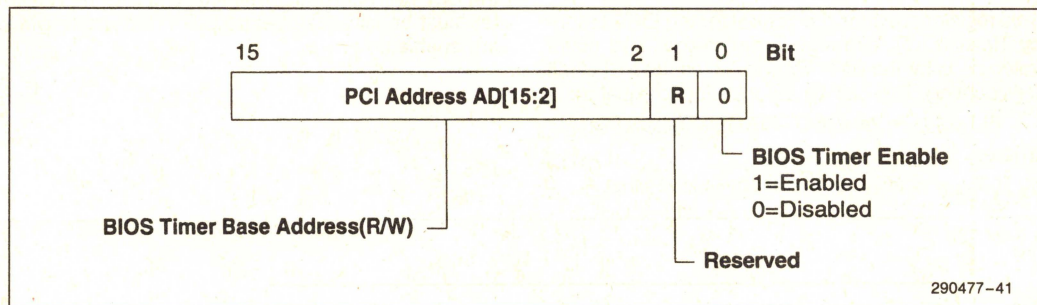 15 2 1 0 Bit
PCI Address AD[15:2] R 0
BIOS Timer Enable
1=Enabled
0=Disabled
BIOS Timer Base Address(R/W)
Reserved
290477–41